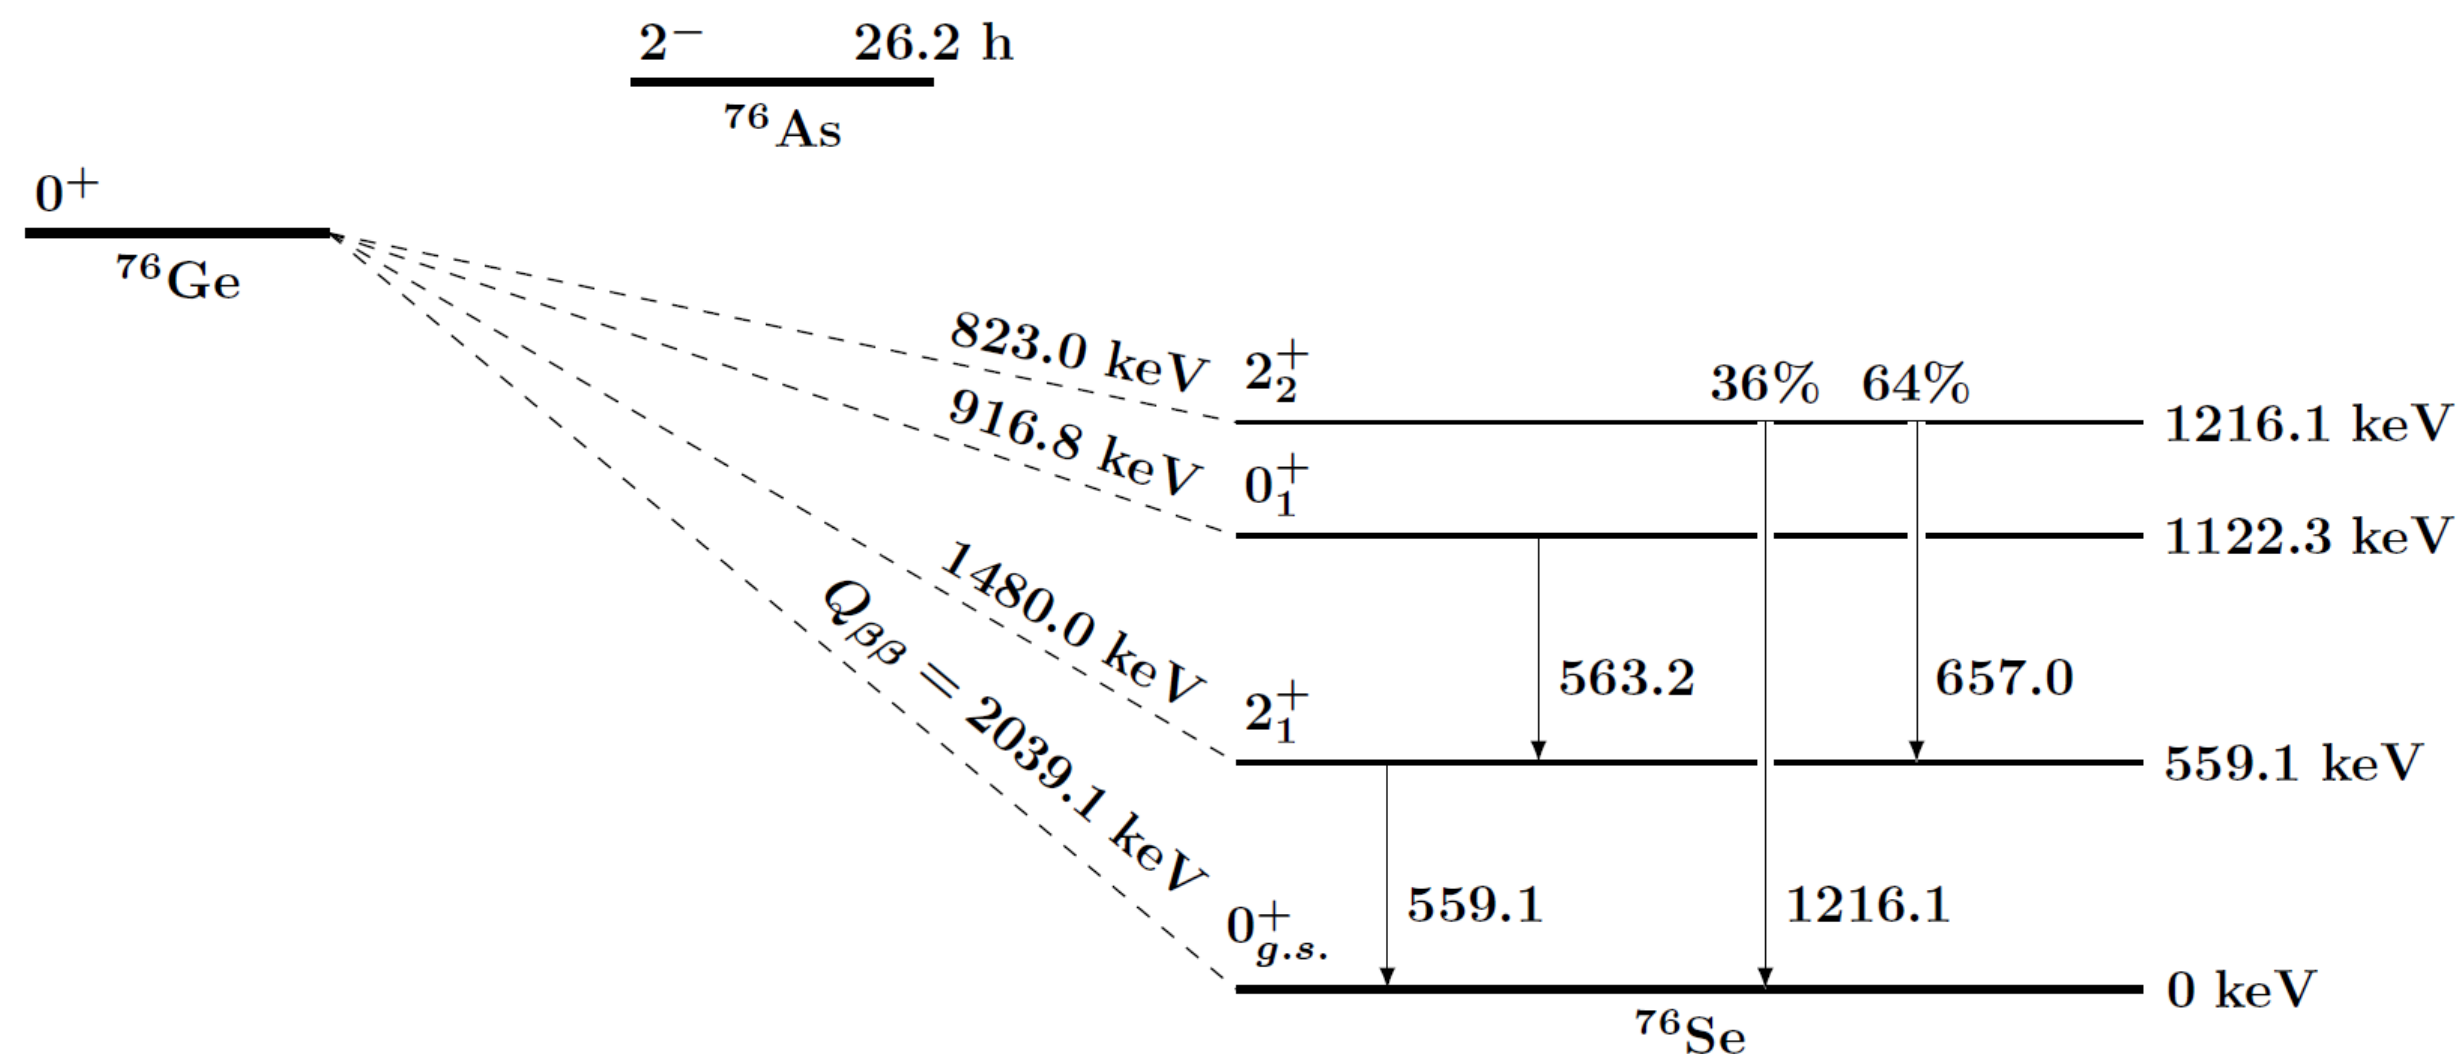 2⁻ 26.2 h
⁷⁶As
0⁺
⁷⁶Ge
823.0 keV
2₂⁺
36% 64%
1216.1 keV
916.8 keV
0₁⁺
1122.3 keV
1480.0 keV
563.2
657.0
2₁⁺
559.1 keV
Qββ = 2039.1 keV
559.1
1216.1
0⁺g.s.
0 keV
⁷⁶Se